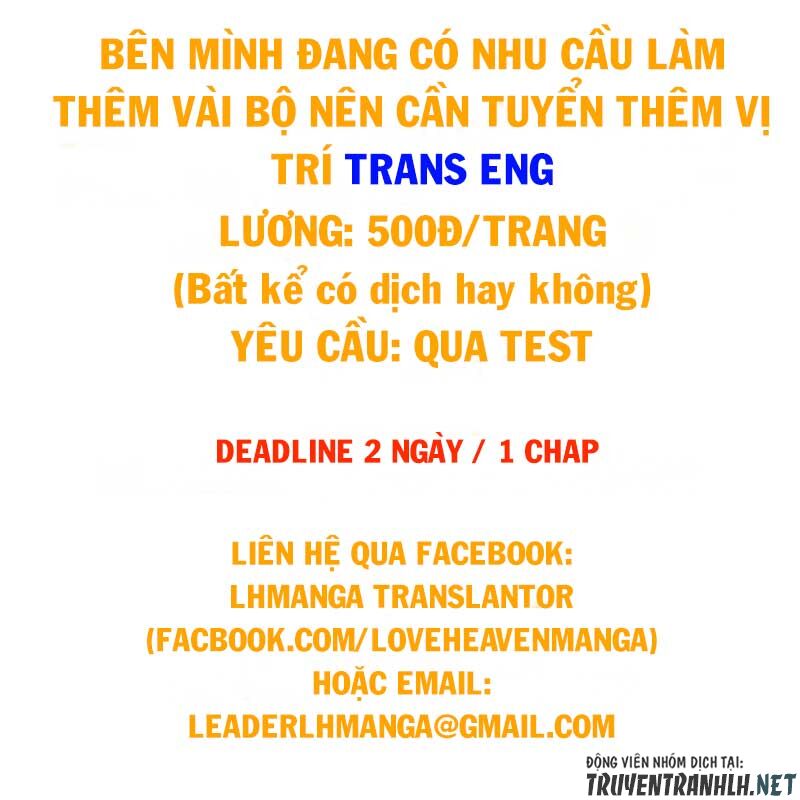 BÊN MÌNH ĐANG CÓ NHU CẦU LÀM
THÊM VÀI BỘ NÊN CẦN TUYỂN THÊM VỊ
TRÍ TRANS ENG
LƯƠNG: 500Đ/TRANG
(Bất kể có dịch hay không)
YÊU CẦU: QUA TEST
DEADLINE 2 NGÀY / 1 CHAP
LIÊN HỆ QUA FACEBOOK:
LHMANGA TRANSLANTOR
(FACBOOK.COM/LOVEHEAVENMANGA)
HOẶC EMAIL:
LEADERLHMANGA@GMAIL.COM
ĐỘNG VIÊN NHÓM DỊCH TẠI:
TRUYENTRANHLH.NET